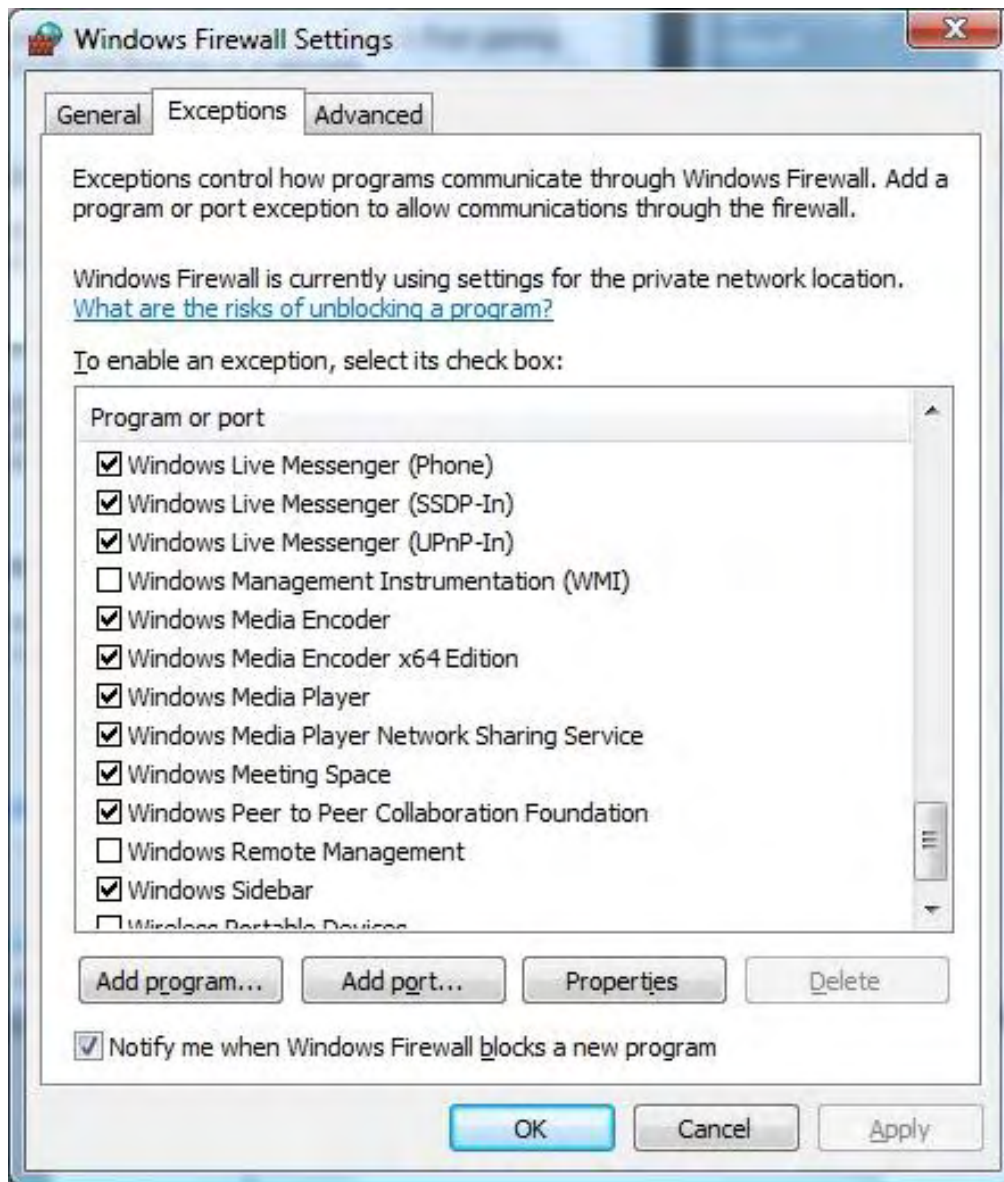 Windows Firewall Settings
General Exceptions Advanced
Exceptions control how programs communicate through Windows Firewall. Add a
program or port exception to allow communications through the firewall.
Windows Firewall is currently using settings for the private network location.
What are the risks of unblocking a program?
To enable an exception, select its check box:
Program or port
Windows Live Messenger (Phone)
Windows Live Messenger (SSDP-In)
Windows Live Messenger (UPnP-In)
Windows Management Instrumentation (WMI)
Windows Media Encoder
Windows Media Encoder x64 Edition
Windows Media Player
Windows Media Player Network Sharing Service
Windows Meeting Space
Windows Peer to Peer Collaboration Foundation
Windows Remote Management
Windows Sidebar
Wireless Portable Devices
Add program... Add port... Properties Delete
Notify me when Windows Firewall blocks a new program
OK Cancel Apply